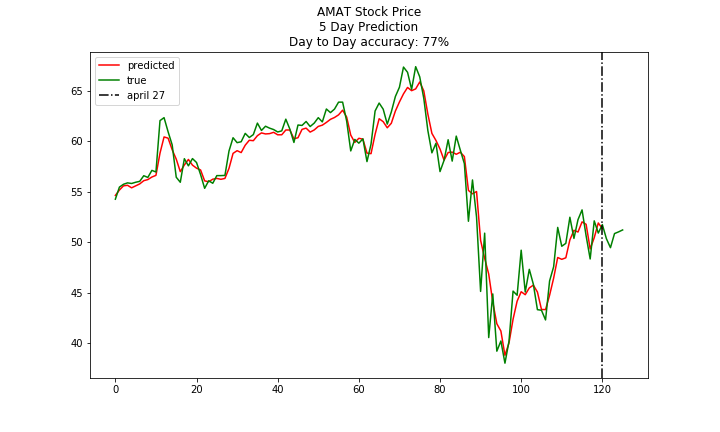 AMAT Stock Price
5 Day Prediction
Day to Day accuracy: 77%
predicted
true
april 27
65
60
55
50
45
40
0 20 40 60 80 100 120